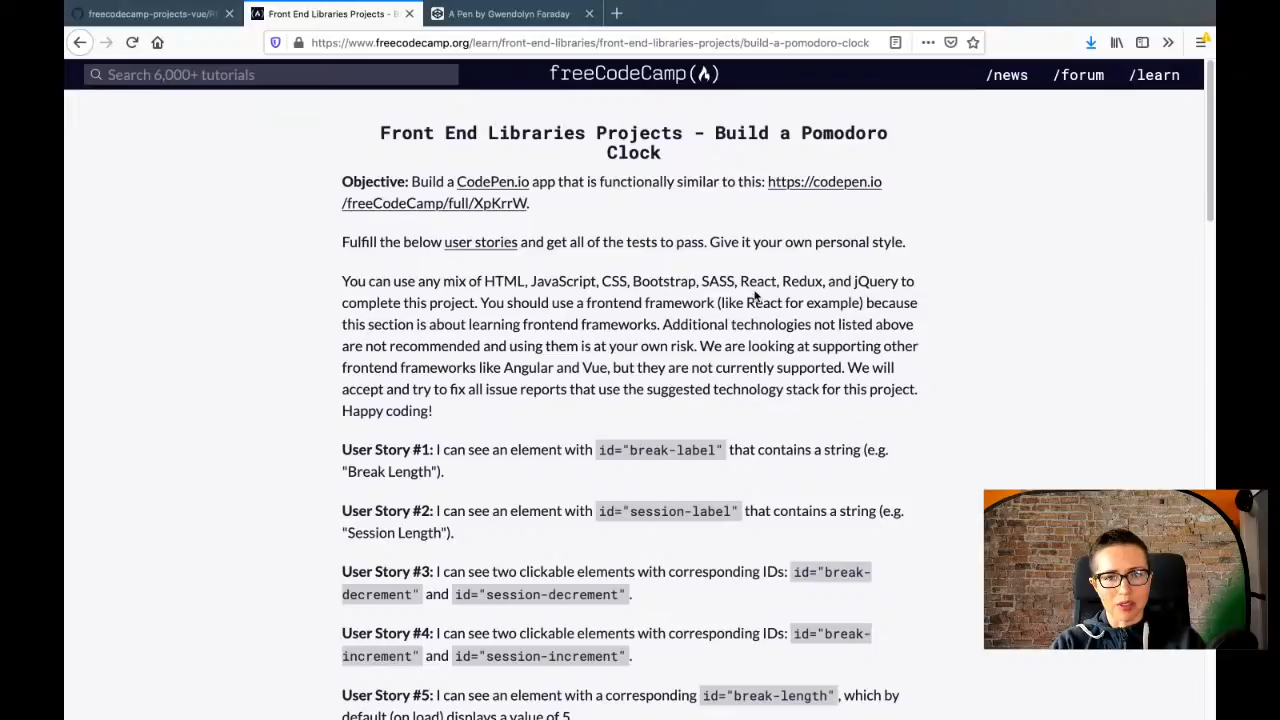 freecodecamp-projects-vue/R
Front End Libraries Projects - B
A Pen by Gwendolyn Faraday
https://www.freecodecamp.org/learn/front-end-libraries/front-end-libraries-projects/build-a-pomodoro-clock
Search 6,000+ tutorials
freeCodeCamp
/news
/forum
/learn
Front End Libraries Projects - Build a Pomodoro
Clock
Objective: Build a CodePen.io app that is functionally similar to this: https://codepen.io
/freeCodeCamp/full/XpKrrW.
Fulfill the below user stories and get all of the tests to pass. Give it your own personal style.
You can use any mix of HTML, JavaScript, CSS, Bootstrap, SASS, React, Redux, and jQuery to
complete this project. You should use a frontend framework (like React for example) because
this section is about learning frontend frameworks. Additional technologies not listed above
are not recommended and using them is at your own risk. We are looking at supporting other
frontend frameworks like Angular and Vue, but they are not currently supported. We will
accept and try to fix all issue reports that use the suggested technology stack for this project.
Happy coding!
User Story #1: I can see an element with id="break-label" that contains a string (e.g.
"Break Length").
User Story #2: I can see an element with id="session-label" that contains a string (e.g.
"Session Length").
User Story #3: I can see two clickable elements with corresponding IDs: id="break-
decrement" and id="session-decrement".
User Story #4: I can see two clickable elements with corresponding IDs: id="break-
increment" and id="session-increment".
User Story #5: I can see an element with a corresponding id="break-length", which by
default (on load) displays a value of 5.